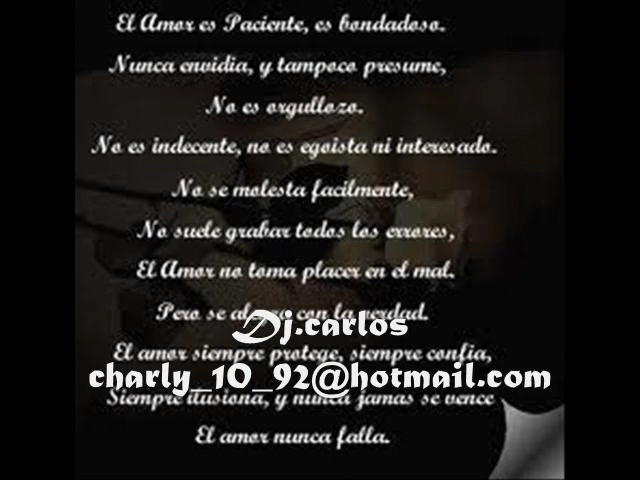 El Amor es Paciente, es bondadoso.
Nunca envidia, y tampoco presume,
No es orgullozo.
No es indecente, no es egoista ni interesado.
No se molesta facilmente,
No suele grabar todos los errores,
El Amor no toma placer en el mal.
Pero se con la verdad.
Dj.carlos
El amor siempre protege, siempre confia,
charly_10_92@hotmail.com
Siempre ilusiona, y nunca jamas se vence
El amor nunca falla.